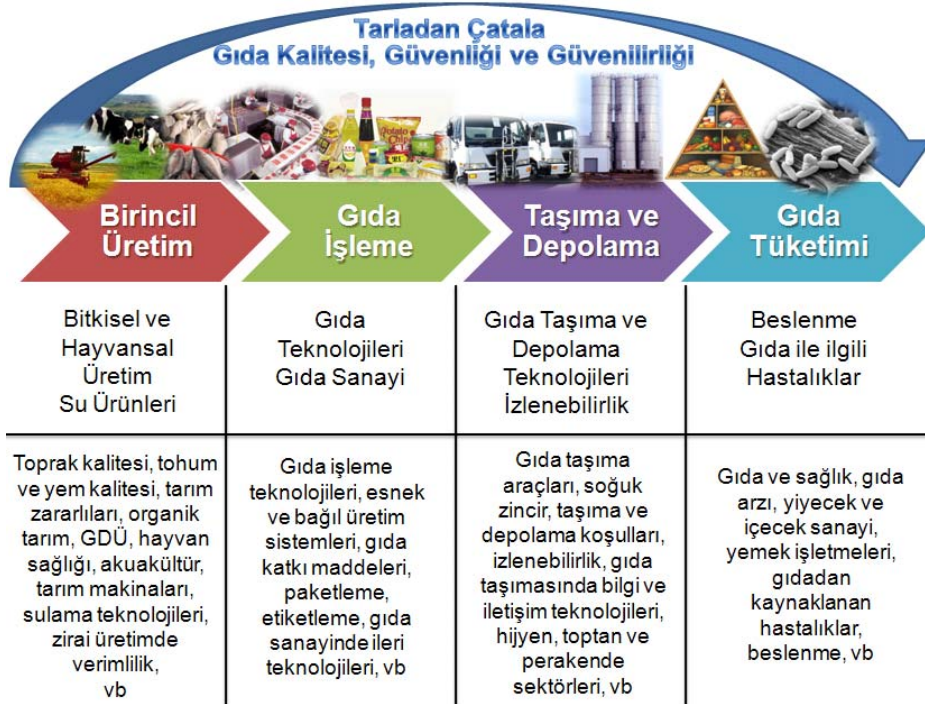 Tarladan Çatala
Gıda Kalitesi, Güvenliği ve Güvenilirliği
Birincil
Üretim
Gıda
İşleme
Taşıma ve
Depolama
Gıda
Tüketimi
Bitkisel ve
Hayvansal
Üretim
Su Ürünleri
Gıda
Teknolojileri
Gıda Sanayi
Gıda Taşıma ve
Depolama
Teknolojileri
İzlenebilirlik
Beslenme
Gıda ile ilgili
Hastalıklar
Toprak kalitesi, tohum
ve yem kalitesi, tarım
zararlıları, organik
tarım, GDÜ, hayvan
sağlığı, akuakültür,
tarım makinaları,
sulama teknolojileri,
zirai üretimde
verimlilik,
vb
Gıda işleme
teknolojileri, esnek
ve bağıl üretim
sistemleri, gıda
katkı maddeleri,
paketleme,
etiketleme, gıda
sanayinde ileri
teknolojileri, vb
Gıda taşıma
araçları, soğuk
zincir, taşıma ve
depolama koşulları,
izlenebilirlik, gıda
taşımasında bilgi ve
iletişim teknolojileri,
hijyen, toptan ve
perakende
sektörleri, vb
Gıda ve sağlık, gıda
arzı, yiyecek ve
içecek sanayi,
yemek işletmeleri,
gıdadan
kaynaklanan
hastalıklar,
beslenme, vb